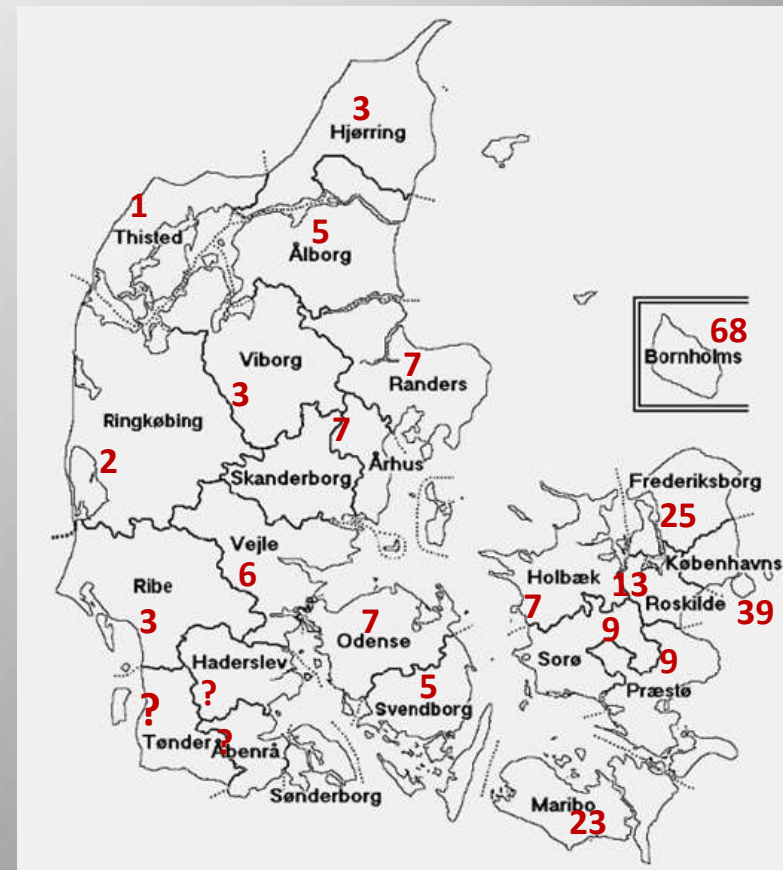 3
Hjørring
1
Thisted
5
Ålborg
68
Bornholms
Viborg
3
7
Randers
Ringkøbing
2
7
Århus
Skanderborg
Frederiksborg
25
Vejle
6
Københavns
39
Holbæk
7
13
Roskilde
Ribe
3
7
Odense
9
Sorø
9
Præstø
Haderslev
?
5
Svendborg
?
Tønder
?
Åbenrå
Sønderborg
Maribo
23